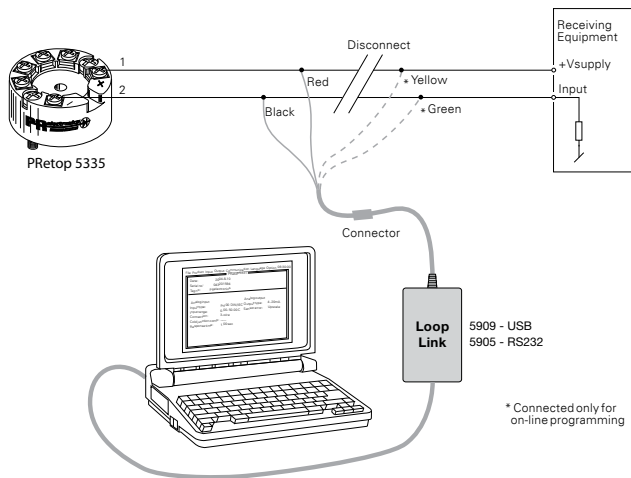 Receiving
Equipment
+Vsupply
Input
Disconnect
1
Red
* Yellow
2
Black
* Green
PR
PRetop 5335
Connector
Loop
Link
5909 - USB
5905 - RS232
* Connected only for
on-line programming